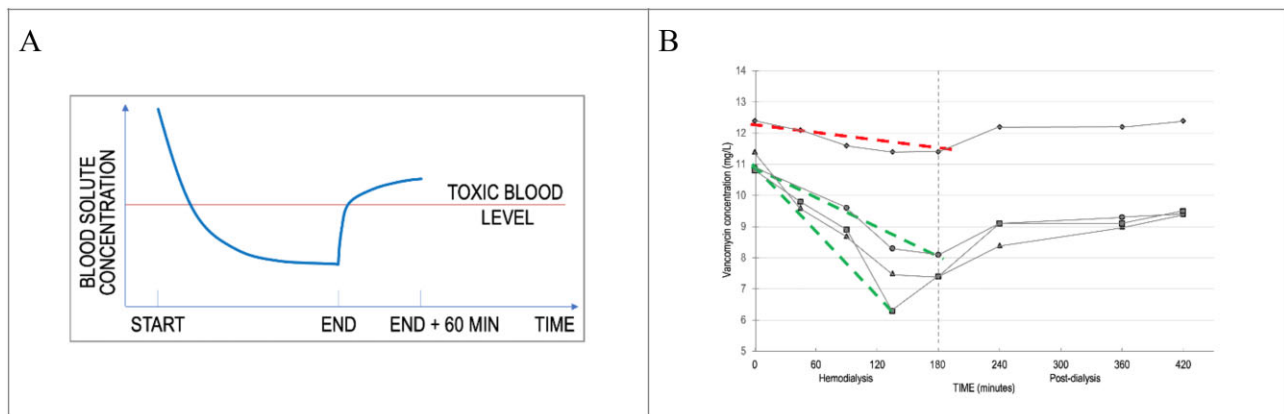 A
BLOOD SOLUTE
CONCENTRATION
TOXIC BLOOD
LEVEL
START
END
END + 60 MIN
TIME
B
Vancomycin concentration (mg/L)
14
13
12
11
10
9
8
7
6
5
0
60
120
180
240
300
360
420
Hemodialysis
TIME (minutes)
Post-dialysis